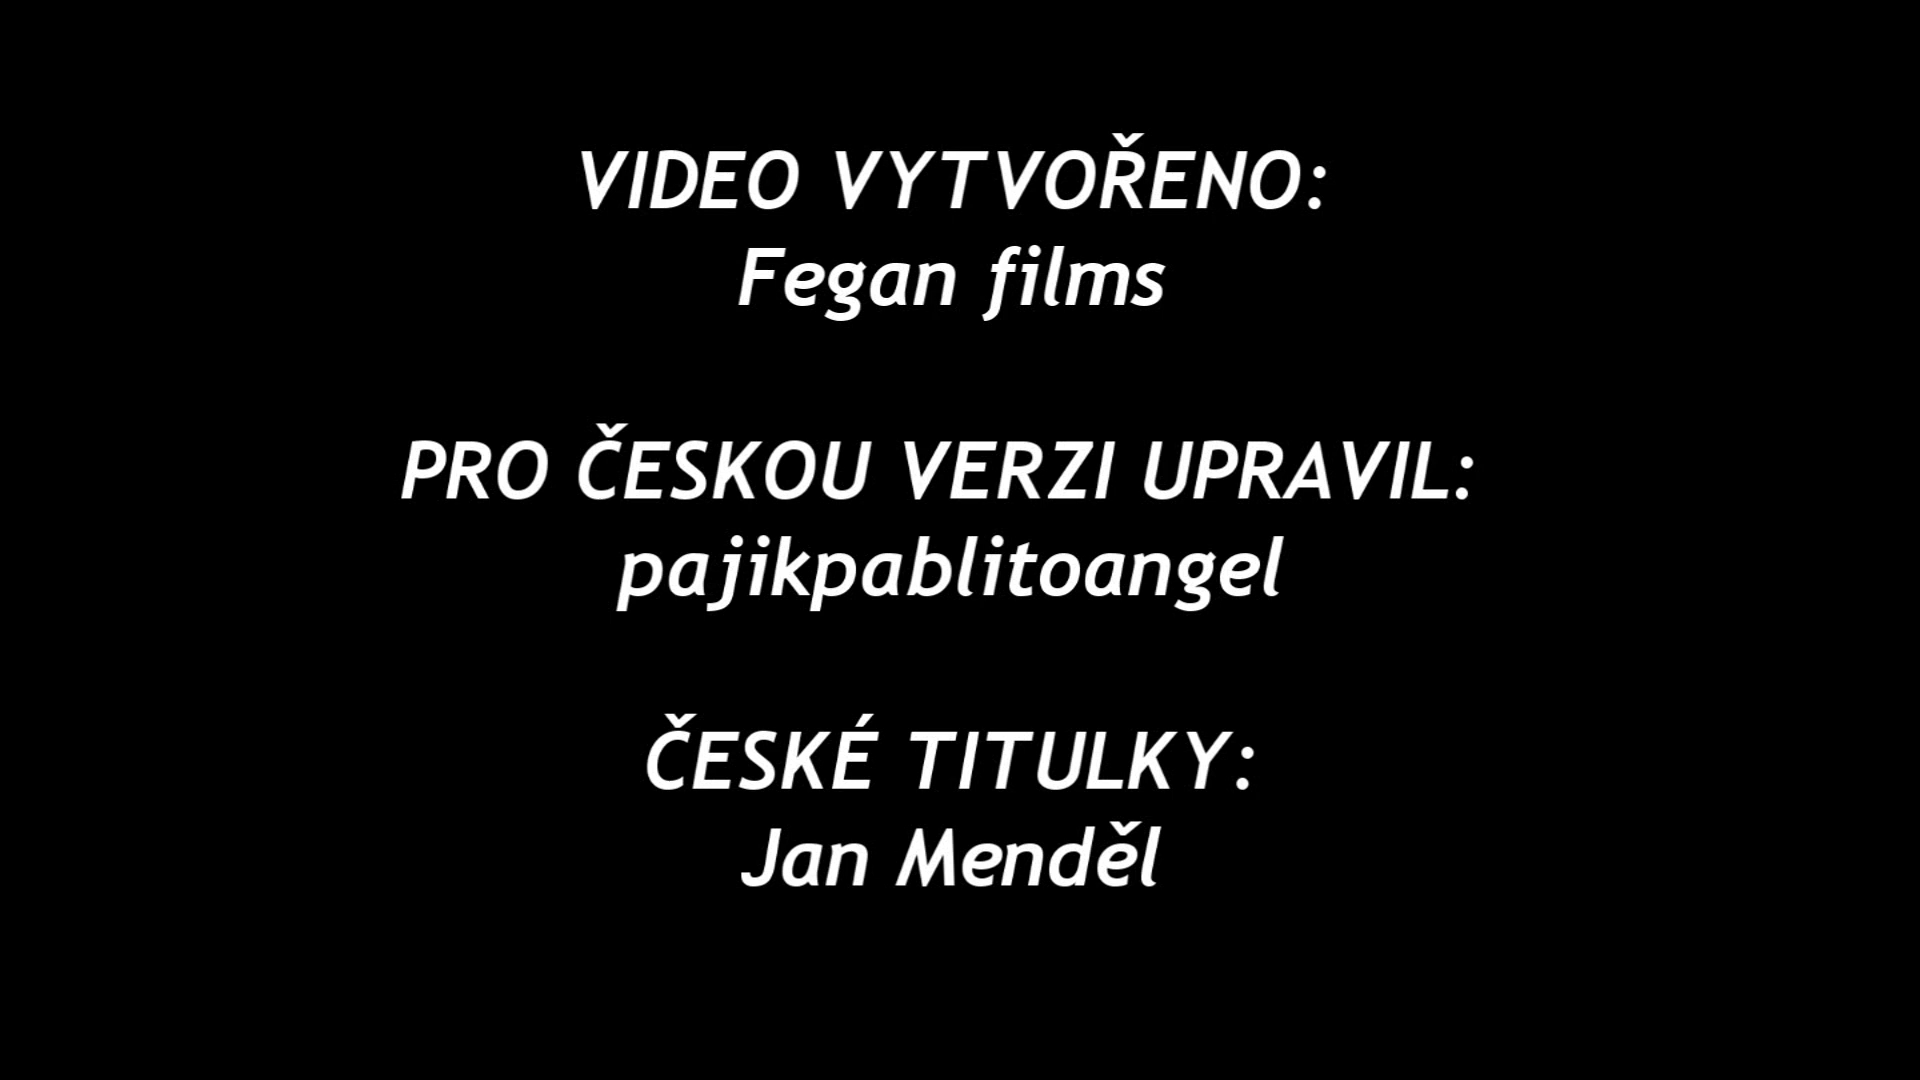 VIDEO VYTVOŘENO:
Fegan films
PRO ČESKOU VERZI UPRAVIL:
pajikpablitoangel
ČESKÉ TITULKY:
Jan Menděl